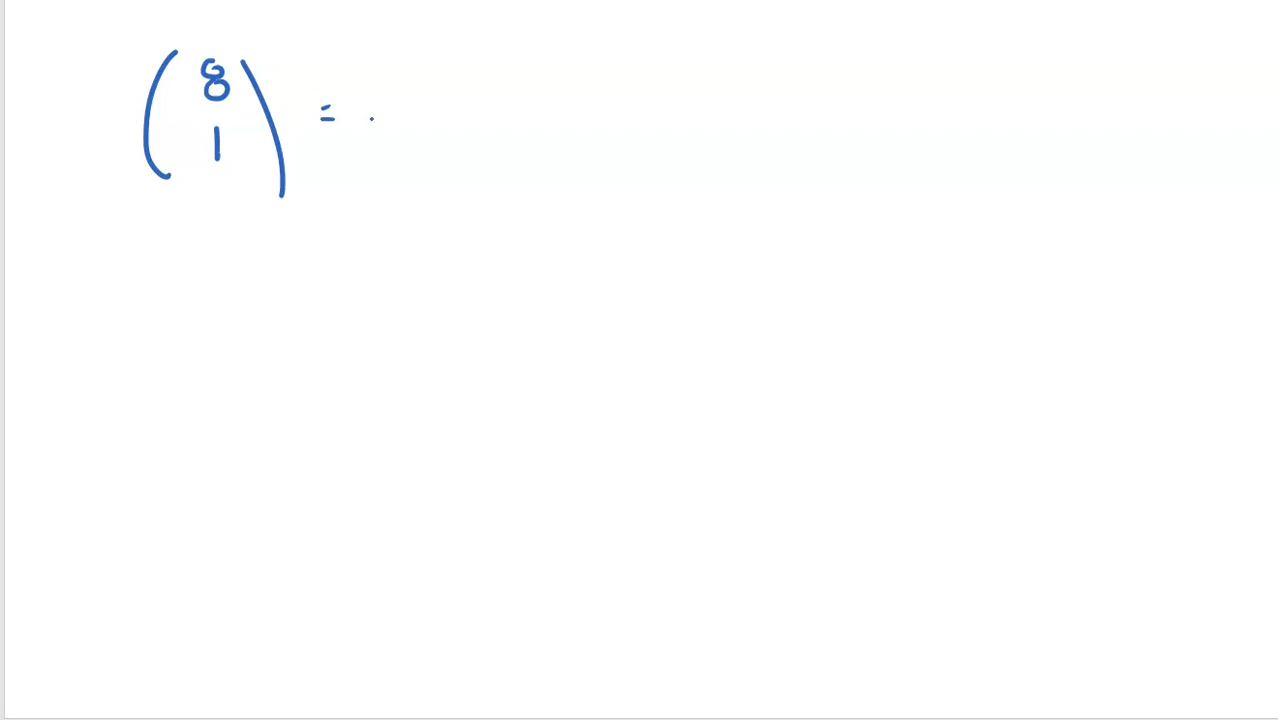 ( 8
1 ) = .